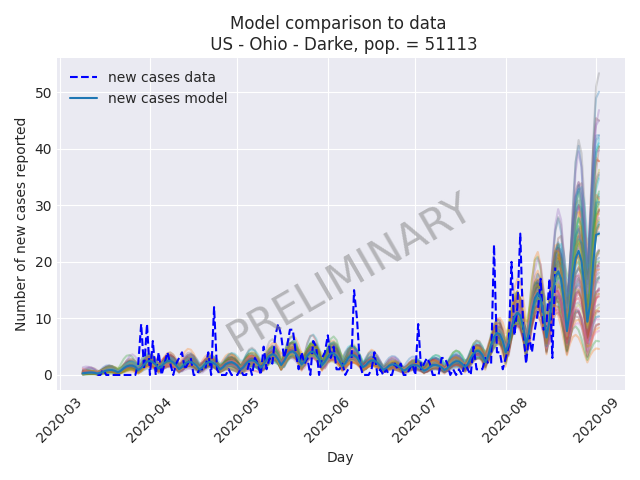 Model comparison to data
US - Ohio - Darke, pop. = 51113
new cases data
new cases model
PRELIMINARY
Number of new cases reported
50
40
30
20
10
0
2020-03
2020-04
2020-05
2020-06
2020-07
2020-08
2020-09
Day